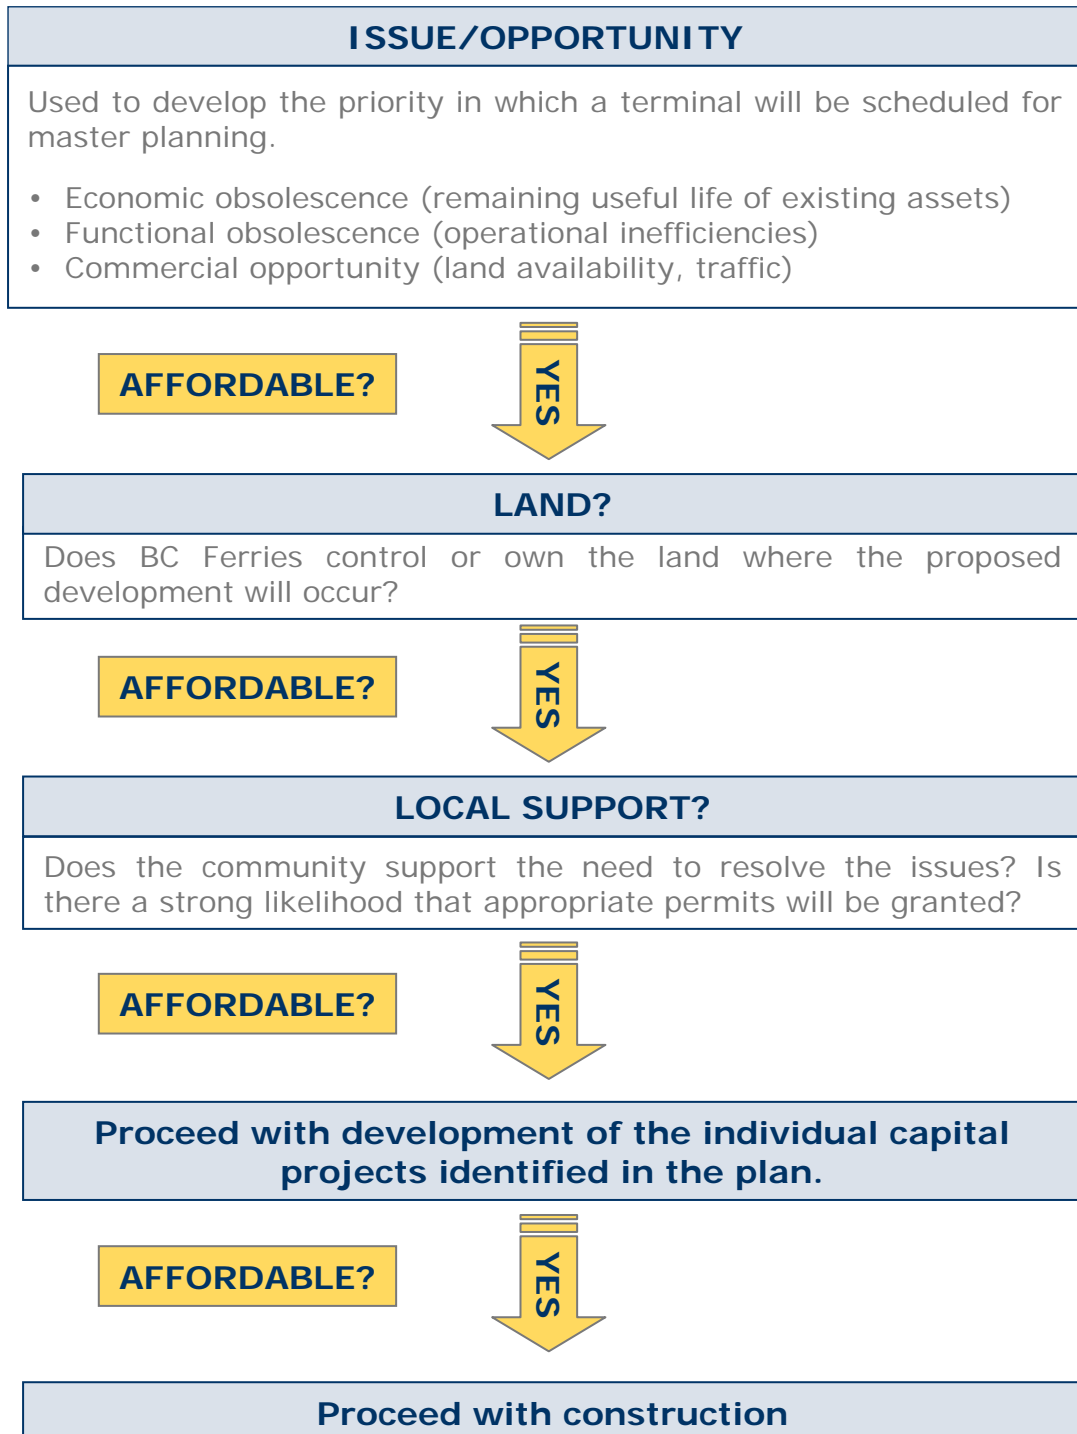 ISSUE/OPPORTUNITY
Used to develop the priority in which a terminal will be scheduled for
master planning.
• Economic obsolescence (remaining useful life of existing assets)
• Functional obsolescence (operational inefficiencies)
• Commercial opportunity (land availability, traffic)
AFFORDABLE?
YES
LAND?
Does BC Ferries control or own the land where the proposed
development will occur?
AFFORDABLE?
YES
LOCAL SUPPORT?
Does the community support the need to resolve the issues? Is
there a strong likelihood that appropriate permits will be granted?
AFFORDABLE?
YES
Proceed with development of the individual capital
projects identified in the plan.
AFFORDABLE?
YES
Proceed with construction